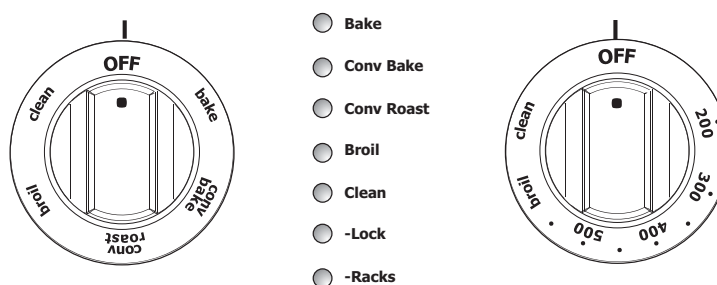 OFF
bake
conv
bake
conv
roast
broil
clean
Bake
Conv Bake
Conv Roast
Broil
Clean
-Lock
-Racks
OFF
200
300
400
500
broil
clean